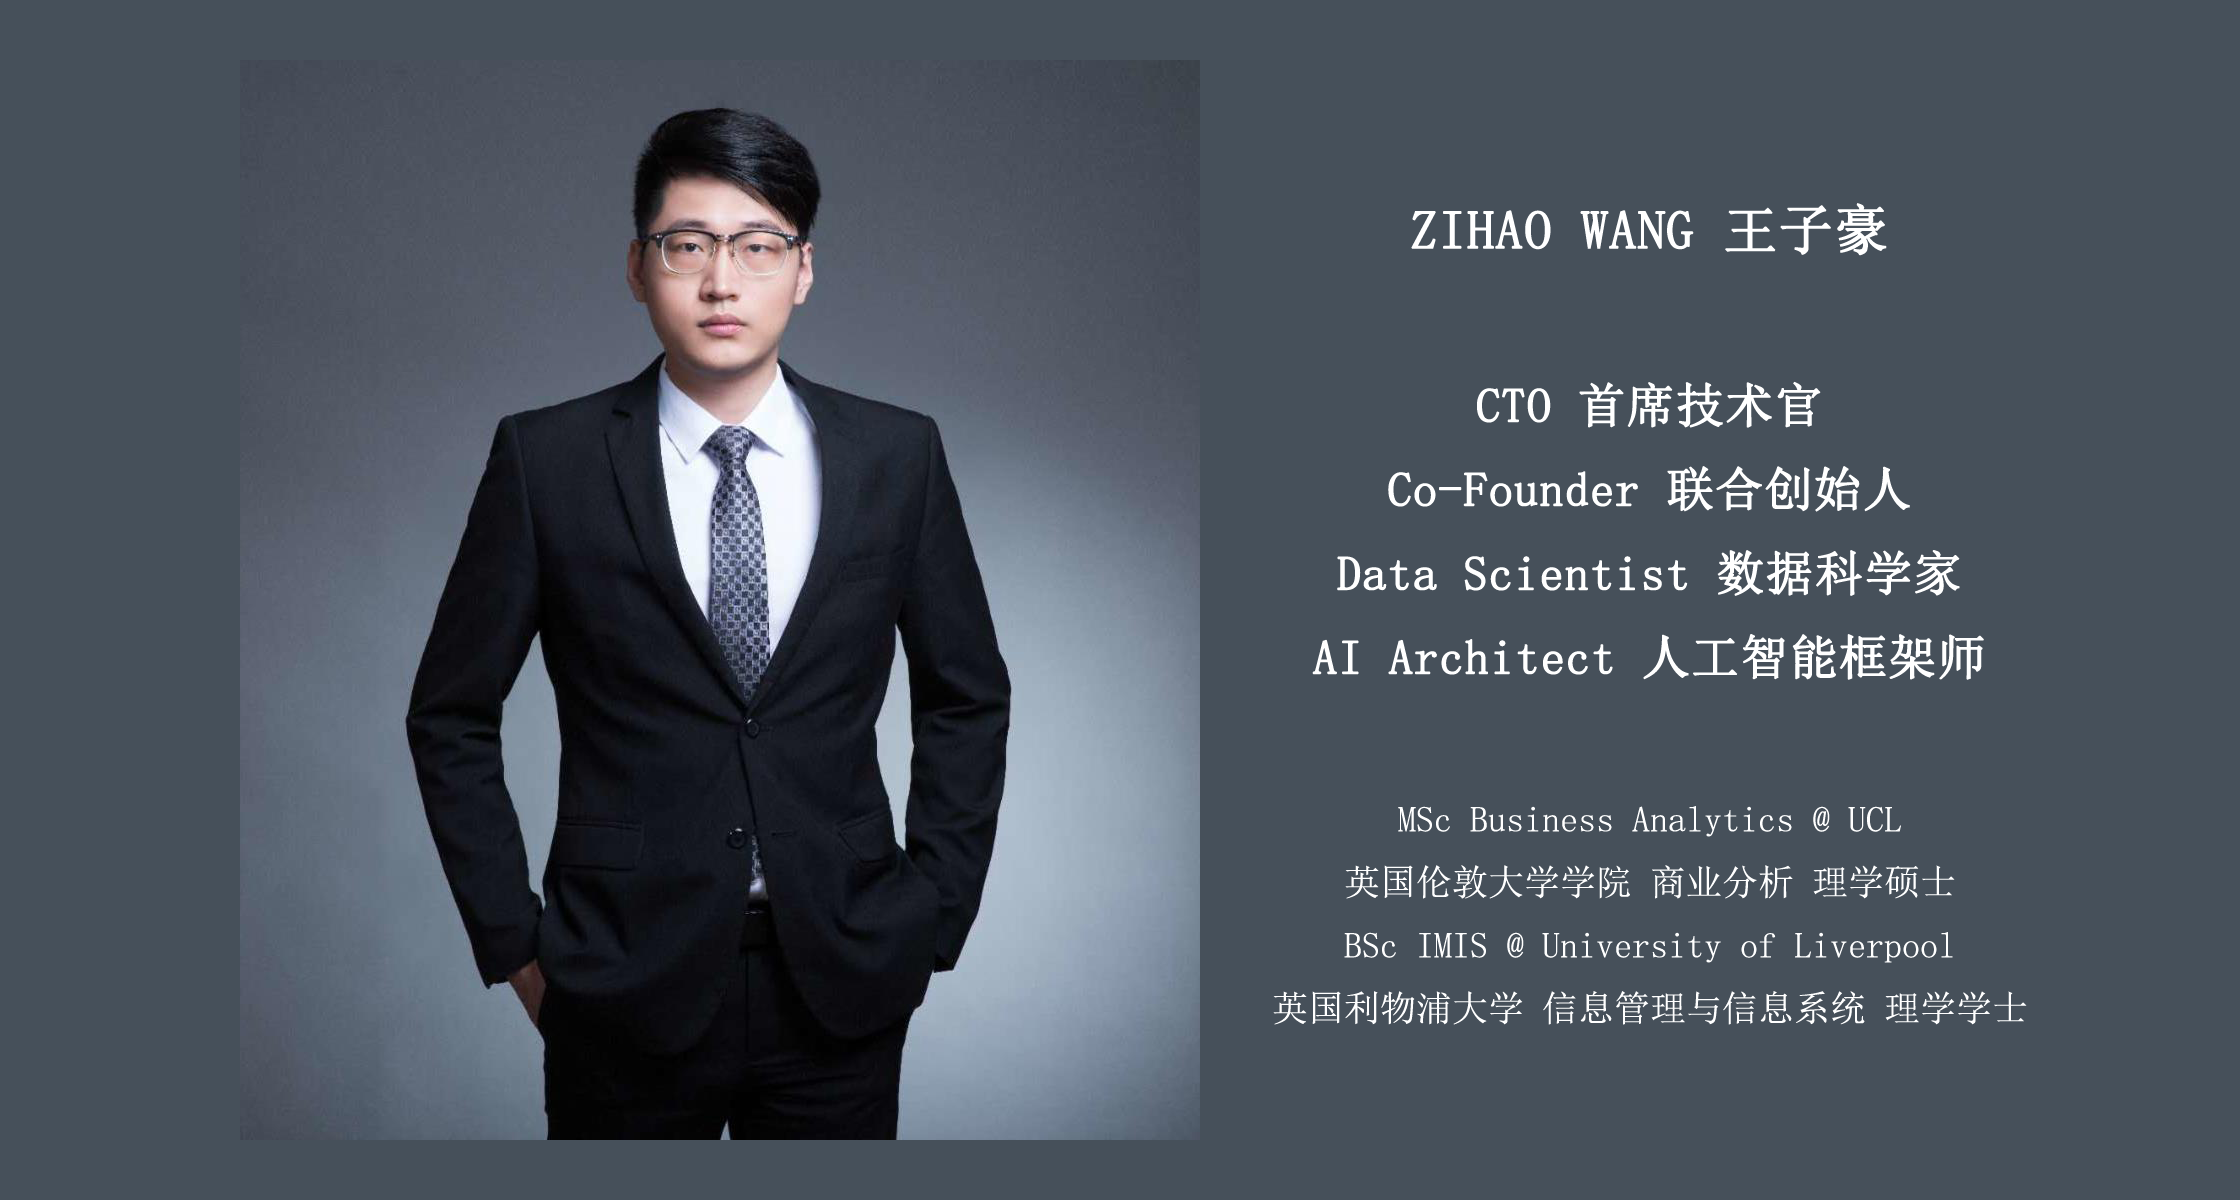 ZIHAO WANG 王子豪
CTO 首席技术官
Co-Founder 联合创始人
Data Scientist 数据科学家
AI Architect 人工智能框架师
MSc Business Analytics @ UCL
英国伦敦大学学院 商业分析 理学硕士
BSc IMIS @ University of Liverpool
英国利物浦大学 信息管理与信息系统 理学学士